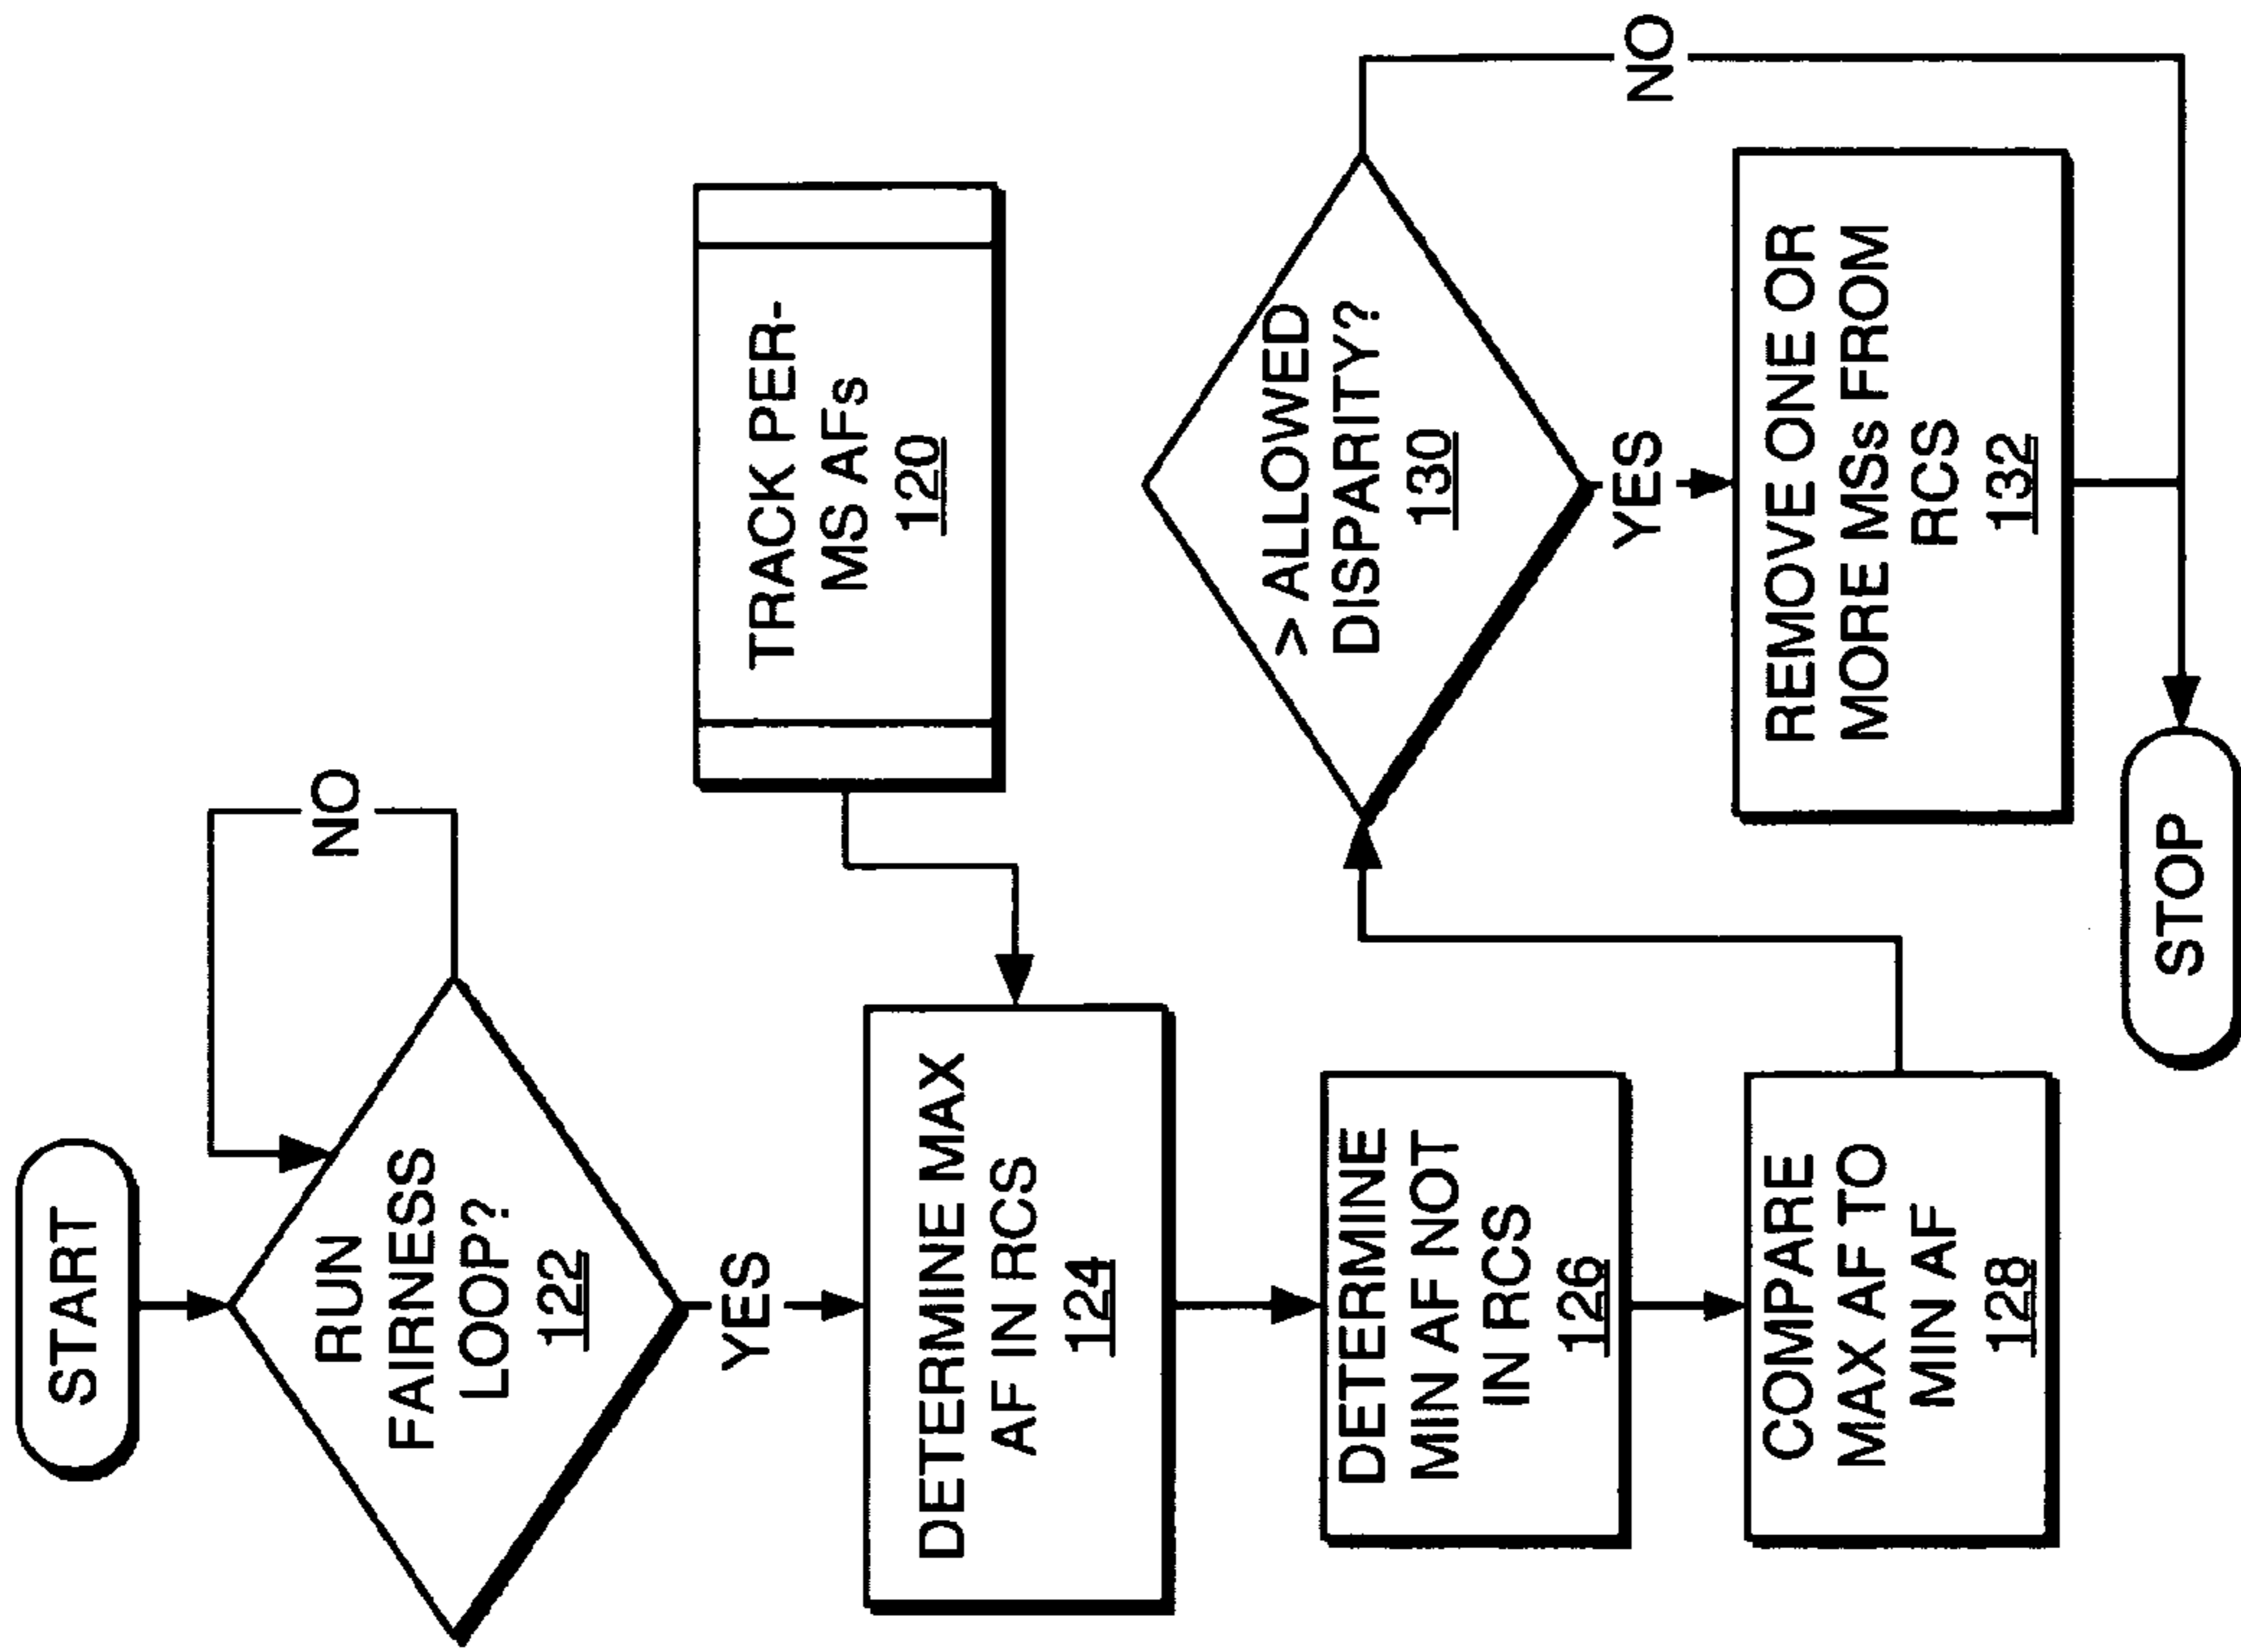 START
RUN
FAIRNESS
LOOP?
122
NO
YES
TRACK PER-
MS AFs
120
DETERMINE MAX
AF IN RCS
124
DETERMINE
MIN AF NOT
IN RCS
126
COMPARE
MAX AF TO
MIN AF
128
> ALLOWED
DISPARITY?
130
NO
YES
REMOVE ONE OR
MORE MSs FROM
RCS
132
STOP